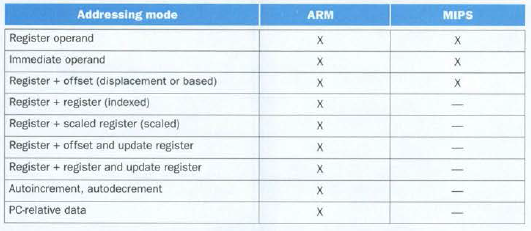 Addressing mode ARM MIPS
Register operand X X
Immediate operand X X
Register + offset (displacement or based) X X
Register + register (indexed) X —
Register + scaled register (scaled) X —
Register + offset and update register X —
Register + register and update register X —
Autoincrement, autodecrement X —
PC-relative data X —